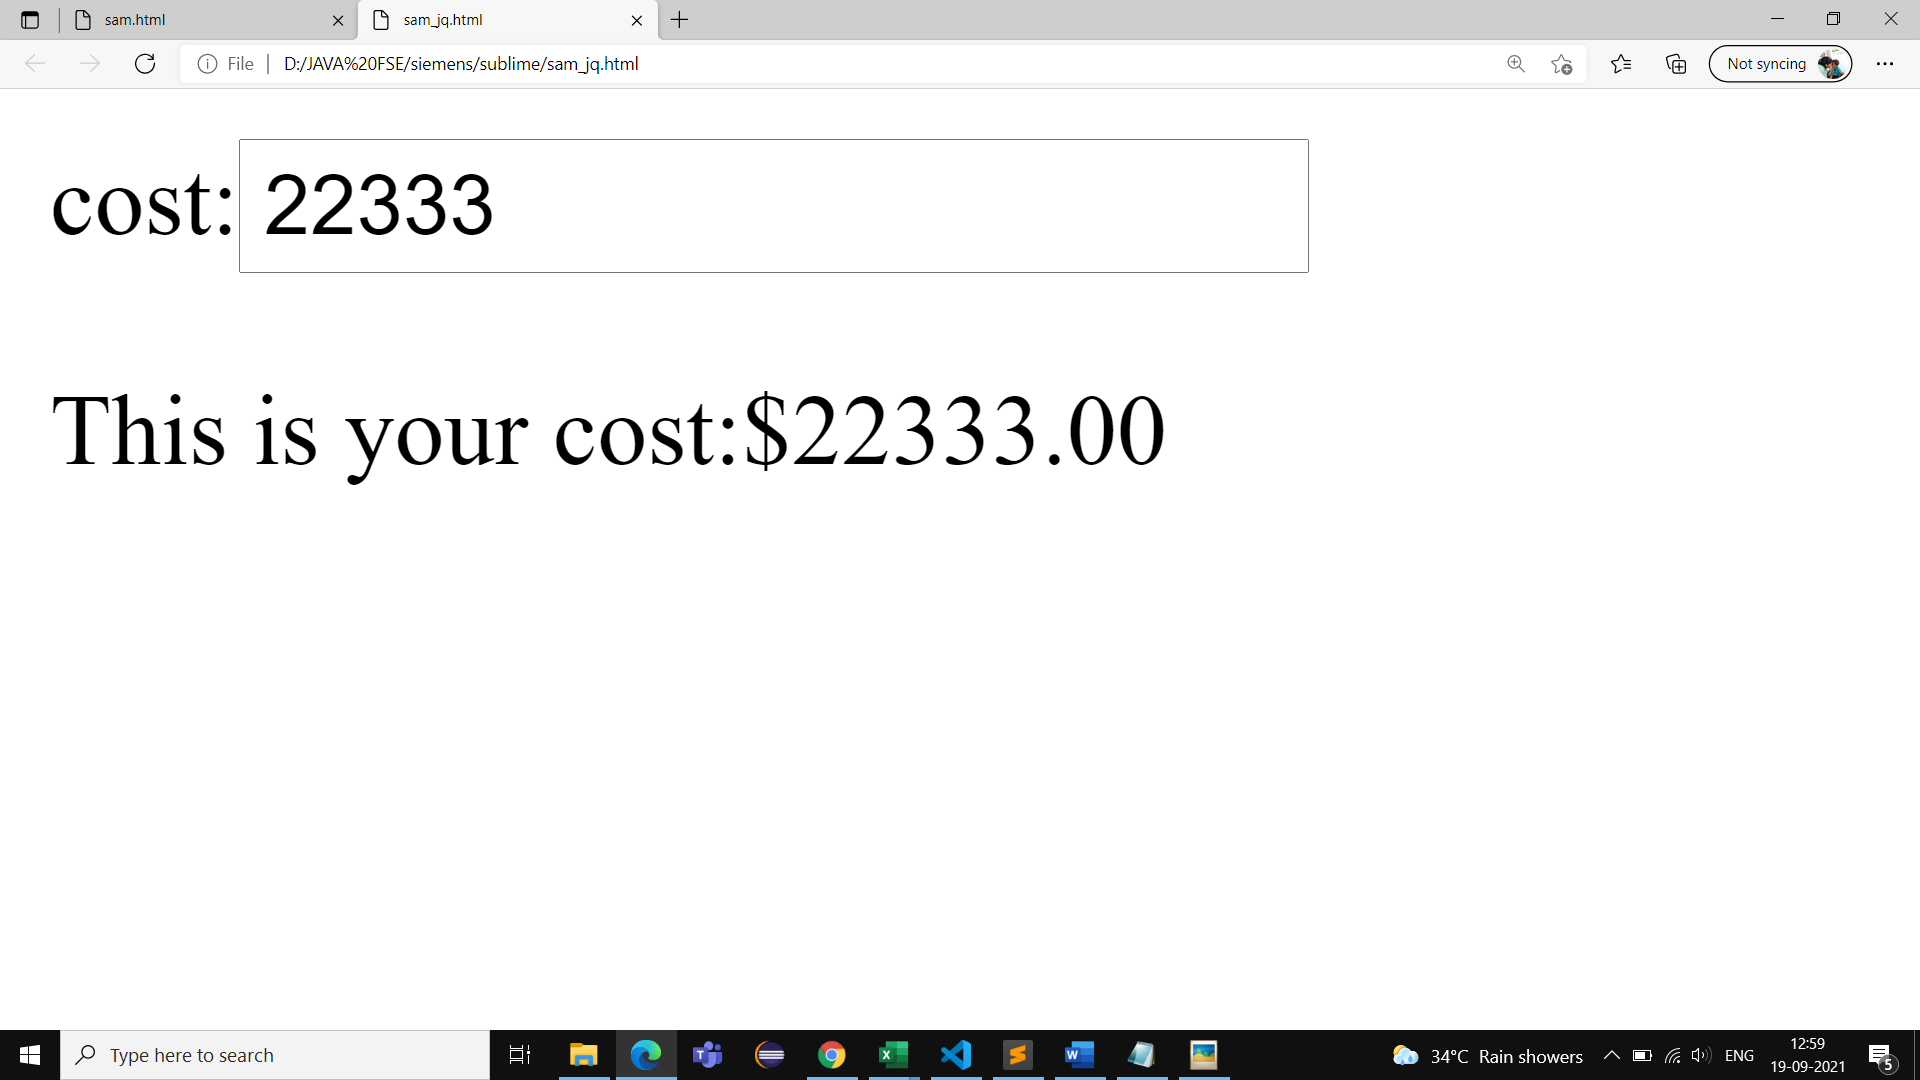 sam.html
sam_jq.html
File
D:/JAVA%20FSE/siemens/sublime/sam_jq.html
Not syncing
cost: 22333
This is your cost:$22333.00
Type here to search
34°C Rain showers
ENG
12:59
19-09-2021
5